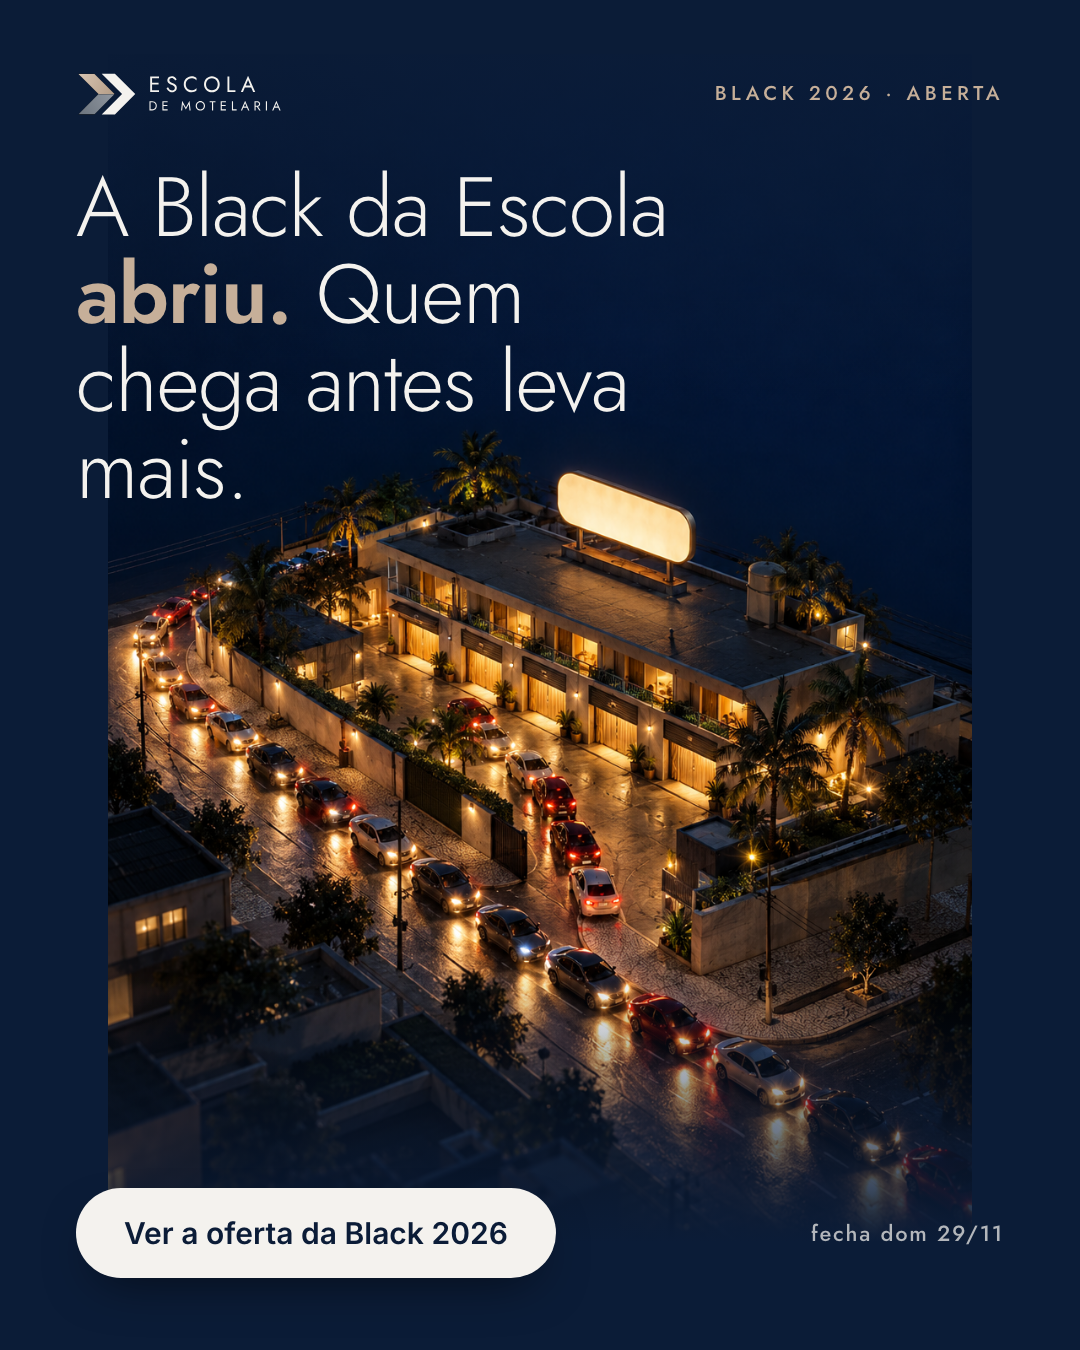 ESCOLA
DE MOTELARIA
BLACK 2026 · ABERTA
A Black da Escola
abriu. Quem
chega antes leva
mais.
Ver a oferta da Black 2026
fecha dom 29/11